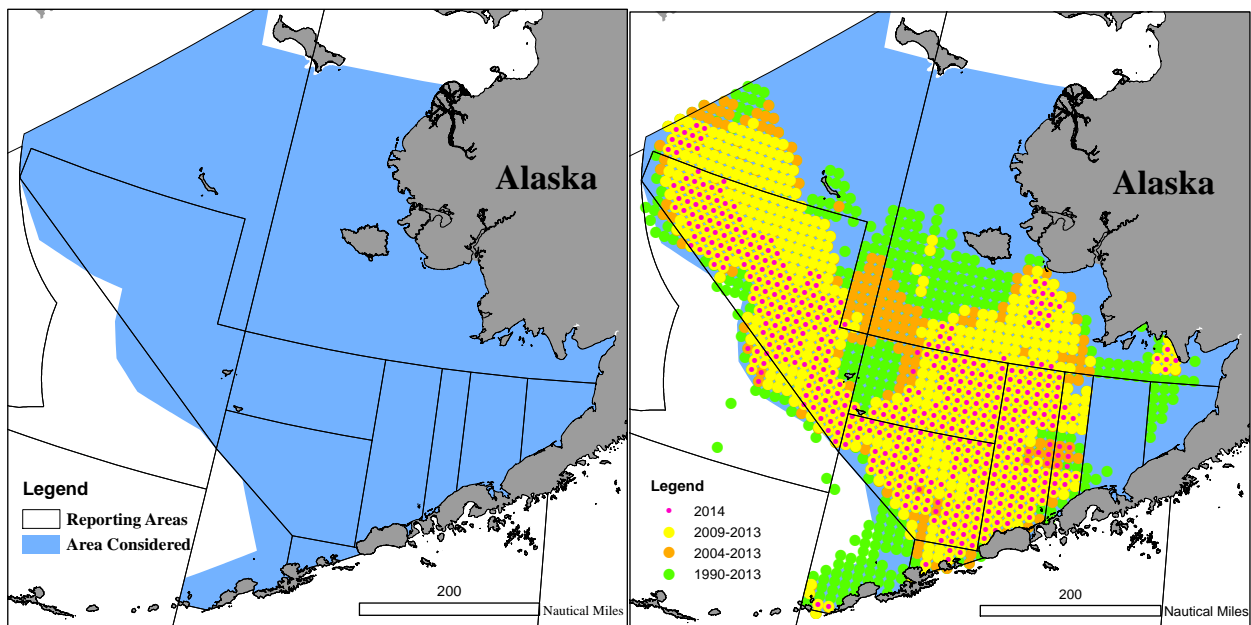 Alaska
Legend
Reporting Areas
Area Considered
200
Nautical Miles
Alaska
Legend
2014
2009-2013
2004-2013
1990-2013
200
Nautical Miles